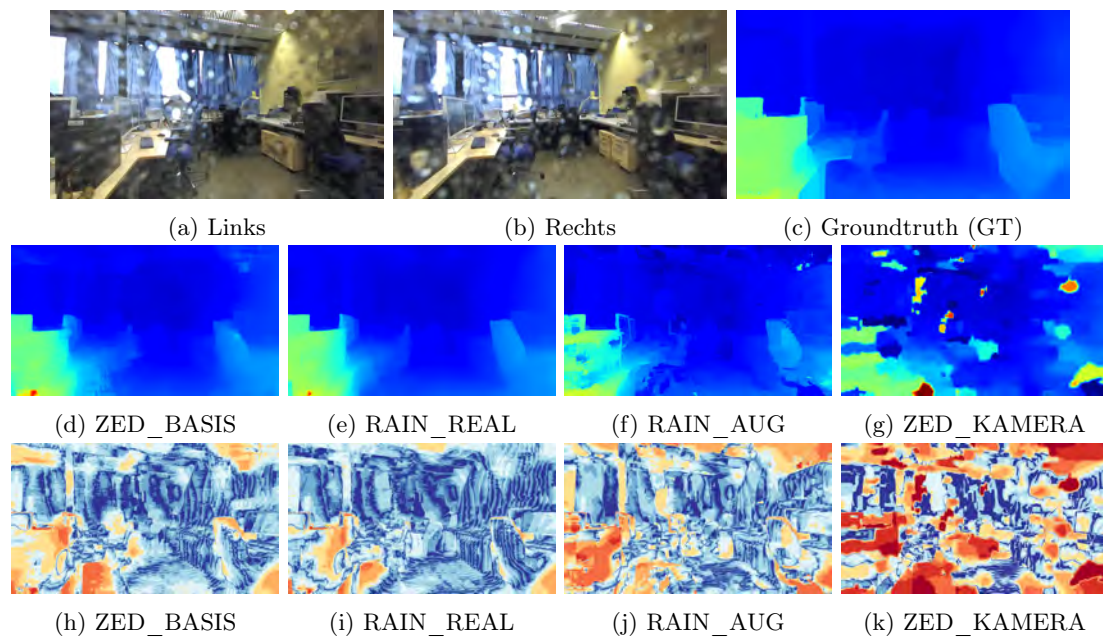 (a) Links
(b) Rechts
(c) Groundtruth (GT)
(d) ZED_BASIS
(e) RAIN_REAL
(f) RAIN_AUG
(g) ZED_KAMERA
(h) ZED_BASIS
(i) RAIN_REAL
(j) RAIN_AUG
(k) ZED_KAMERA